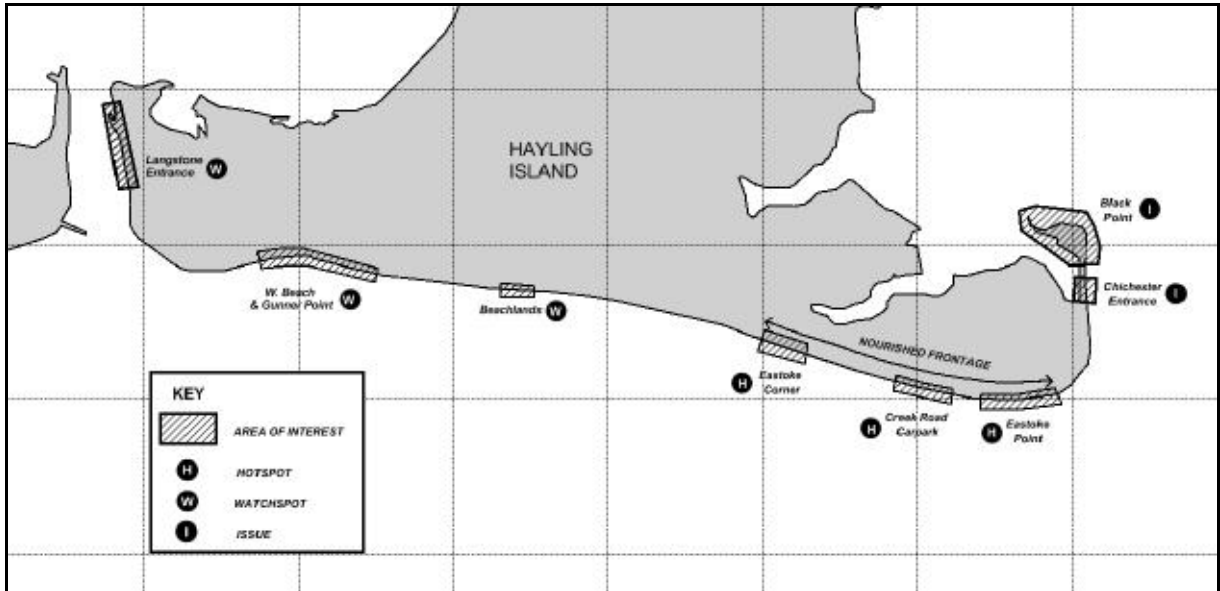 HAYLING
ISLAND
Langstone
Entrance
W
Black
Point
I
Chichester
Entrance
I
W. Beach
& Gunner Point
W
Beachlands
W
NOURISHED FRONTAGE
H
Eastoke
Corner
H
Creek Road
Carpark
H
Eastoke
Point
KEY
AREA OF INTEREST
H
HOTSPOT
W
WATCHSPOT
I
ISSUE